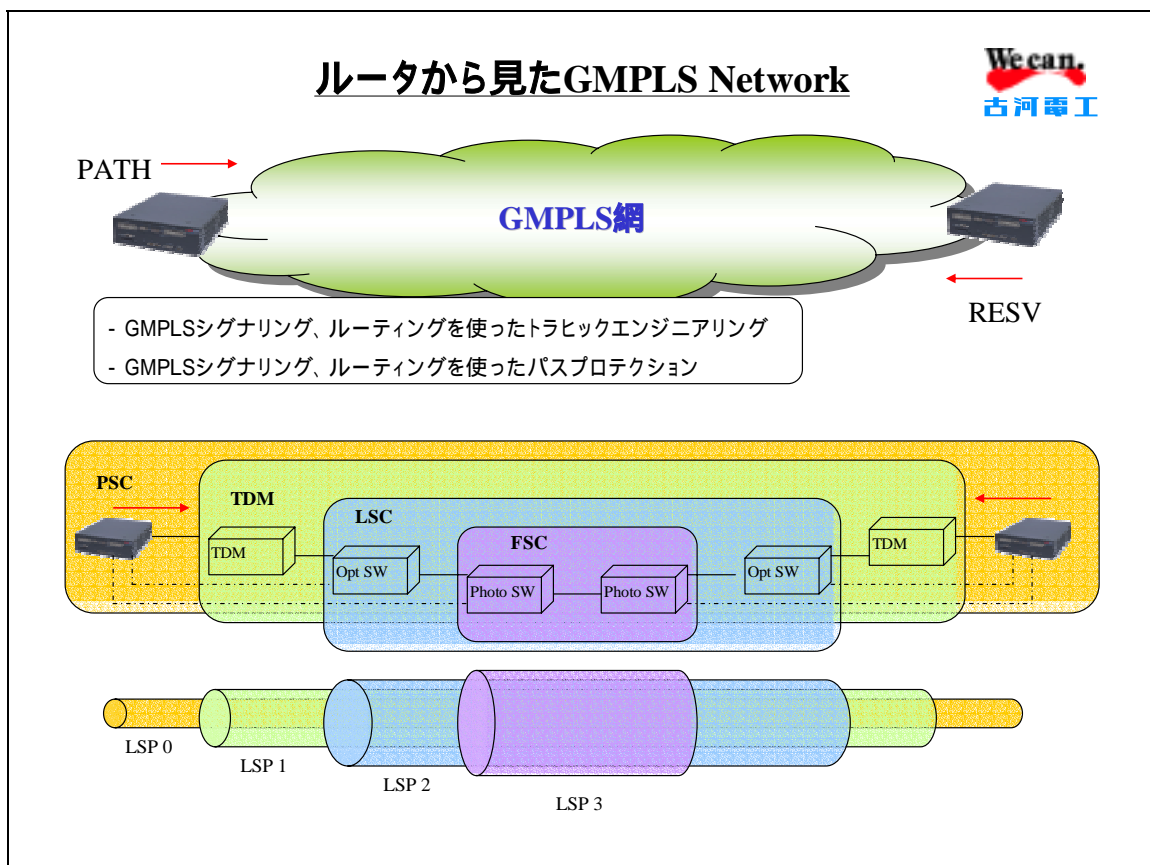 ルータから見たGMPLS Network
We can.
古河電工
PATH
GMPLS網
RESV
- GMPLSシグナリング、ルーティングを使ったトラヒックエンジニアリング
- GMPLSシグナリング、ルーティングを使ったパスプロテクション
PSC
TDM
LSC
FSC
TDM
Opt SW
Photo SW
Photo SW
Opt SW
TDM
LSP 0
LSP 1
LSP 2
LSP 3